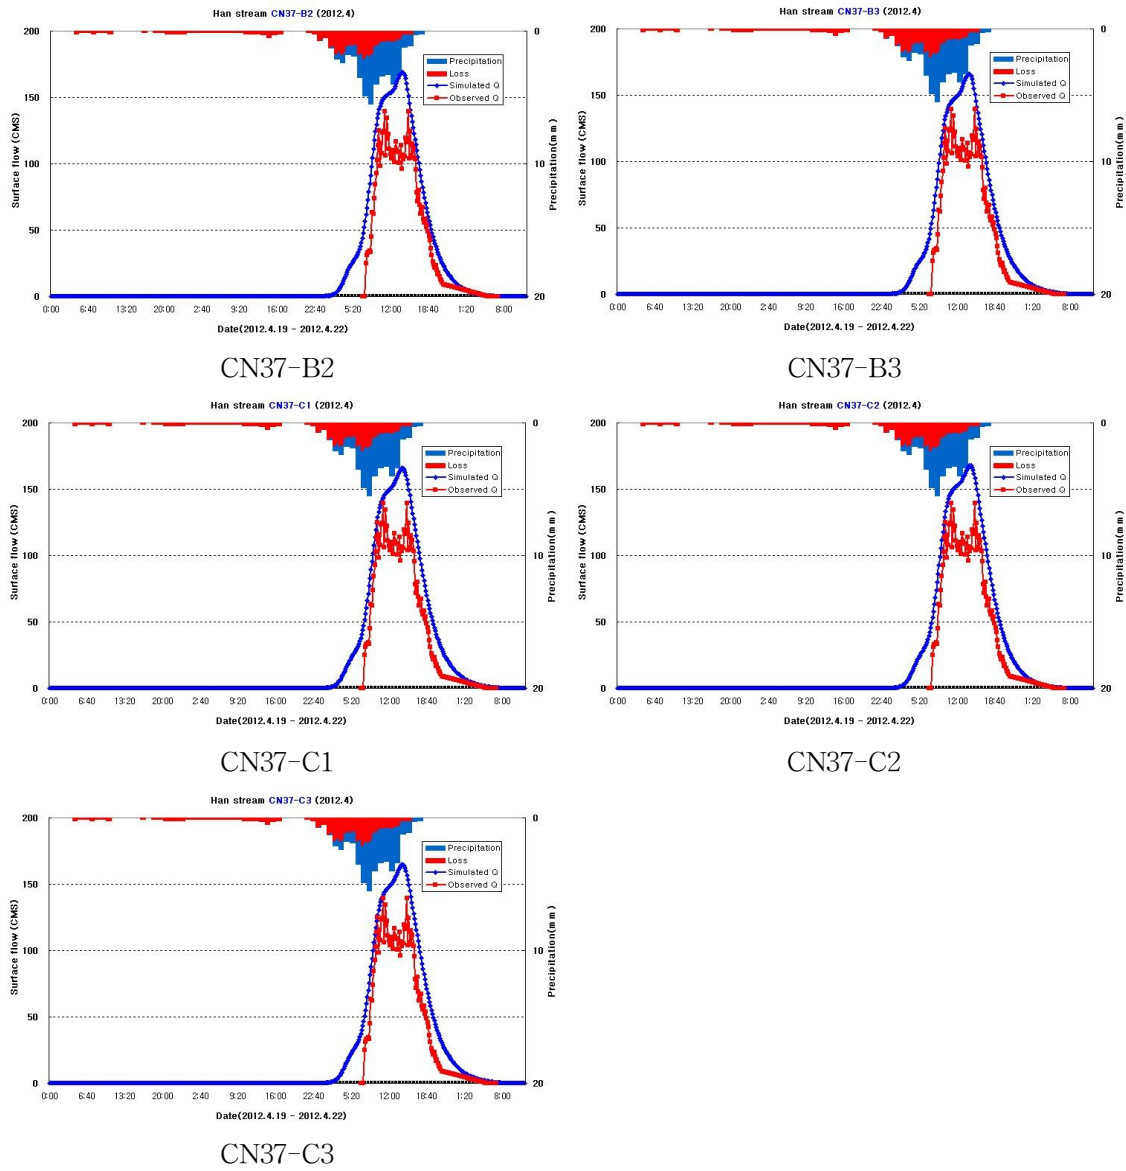 Han stream CN37-B2 (2012.4)
200
150
100
50
0
Surface flow (CMS)
0
10
20
Precipitation(mm)
Precipitation
Loss
Simulated Q
Observed Q
0:00 6:40 13:20 20:00 2:40 9:20 16:00 22:40 5:20 12:00 18:40 1:20 8:00
Date(2012.4.19 - 2012.4.22)
CN37-B2
Han stream CN37-B3 (2012.4)
200
150
100
50
0
Surface flow (CMS)
0
10
20
Precipitation(mm)
Precipitation
Loss
Simulated Q
Observed Q
0:00 6:40 13:20 20:00 2:40 9:20 16:00 22:40 5:20 12:00 18:40 1:20 8:00
Date(2012.4.19 - 2012.4.22)
CN37-B3
Han stream CN37-C1 (2012.4)
200
150
100
50
0
Surface flow (CMS)
0
10
20
Precipitation(mm)
Precipitation
Loss
Simulated Q
Observed Q
0:00 6:40 13:20 20:00 2:40 9:20 16:00 22:40 5:20 12:00 18:40 1:20 8:00
Date(2012.4.19 - 2012.4.22)
CN37-C1
Han stream CN37-C2 (2012.4)
200
150
100
50
0
Surface flow (CMS)
0
10
20
Precipitation(mm)
Precipitation
Loss
Simulated Q
Observed Q
0:00 6:40 13:20 20:00 2:40 9:20 16:00 22:40 5:20 12:00 18:40 1:20 8:00
Date(2012.4.19 - 2012.4.22)
CN37-C2
Han stream CN37-C3 (2012.4)
200
150
100
50
0
Surface flow (CMS)
0
10
20
Precipitation(mm)
Precipitation
Loss
Simulated Q
Observed Q
0:00 6:40 13:20 20:00 2:40 9:20 16:00 22:40 5:20 12:00 18:40 1:20 8:00
Date(2012.4.19 - 2012.4.22)
CN37-C3